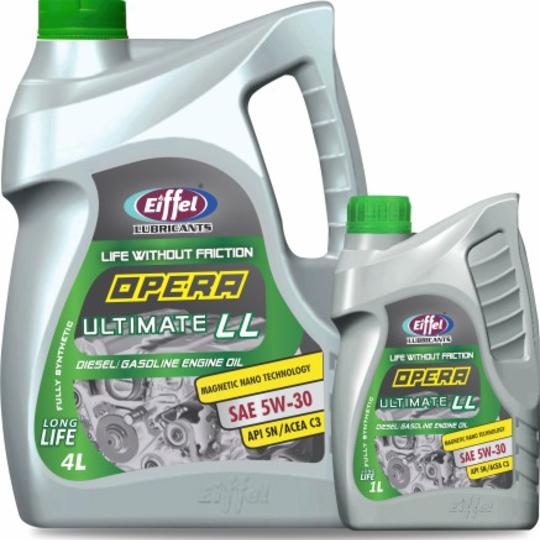 Eiffel
LUBRICANTS
LIFE WITHOUT FRICTION
OPERA
ULTIMATE LL
DIESEL/GASOLINE ENGINE OIL
FULLY SYNTHETIC
MAGNETIC NANO TECHNOLOGY
SAE 5W-30
API SN/ACEA C3
LONG
LIFE
4L
Eiffel
Eiffel
LUBRICANTS
LIFE WITHOUT FRICTION
OPERA
ULTIMATE LL
DIESEL/GASOLINE ENGINE OIL
FULLY SYNTHETIC
MAGNETIC NANO TECHNOLOGY
SAE 5W-30
API SN/ACEA C3
LIFE
1L
Eiffel